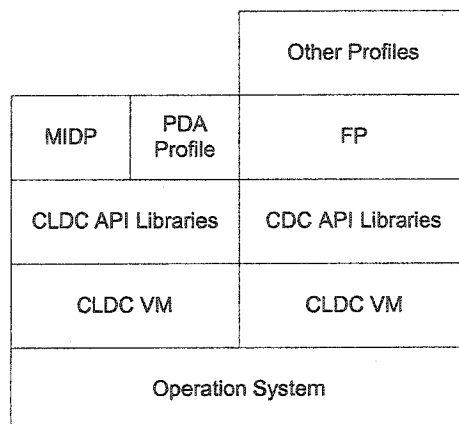 Other Profiles
MIDP
PDA
Profile
FP
CLDC API Libraries
CDC API Libraries
CLDC VM
CLDC VM
Operation System